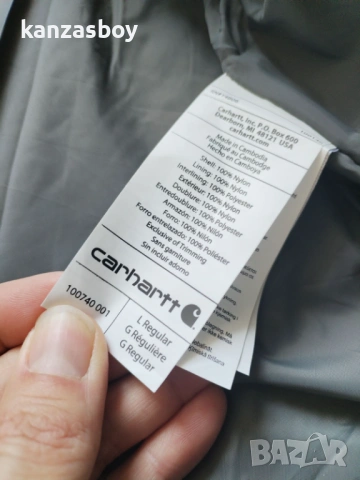 kanzasboy
Carhartt, Inc. P.O. Box 600
Dearborn, MI 48121 USA
carhartt.com
Made in Cambodia
Fabriqué au Cambodge
Hecho en Camboya
Shell: 100% Nylon
Lining: 100% Nylon
Interlining: 100% Polyester
Extérieur: 100% Nylon
Doublure: 100% Nylon
Entredoublure: 100% Polyester
Armazón: 100% Nilón
Forro: 100% Nilón
Forro entrelazado: 100% Poliéster
Exclusive of Trimming
Sans garniture
Sin incluir adorno
carhartt
100740 001
L Regular
G Régulière
G Regular
BAZAR